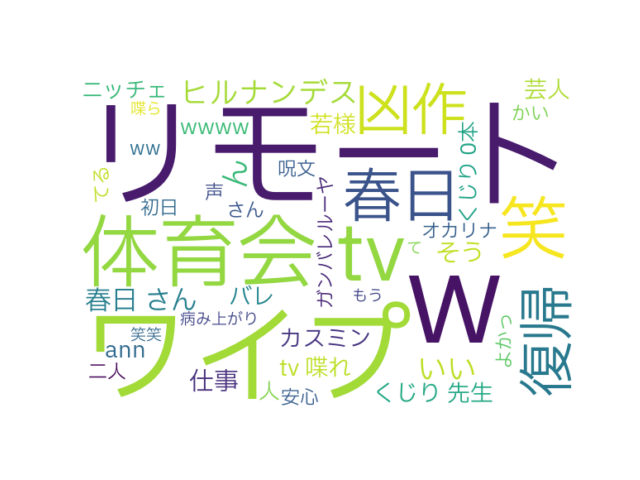 ニッチェ
ヒルナンデス
凶作
芸人
喋ら
かい
リモート
wwww
若様
くじり 0本
ww
ん
呪文
春日
てる
声
初日
さん
ガンバレルーヤ
オカリナ
笑
体育会 tv
て
そう
w
春日 さん
バレ
もう
復帰
よかっ
ワイプ
病み上がり
笑笑
カスミン
ann
tv 喋れ
いい
二人
仕事
人
安心
くじり 先生